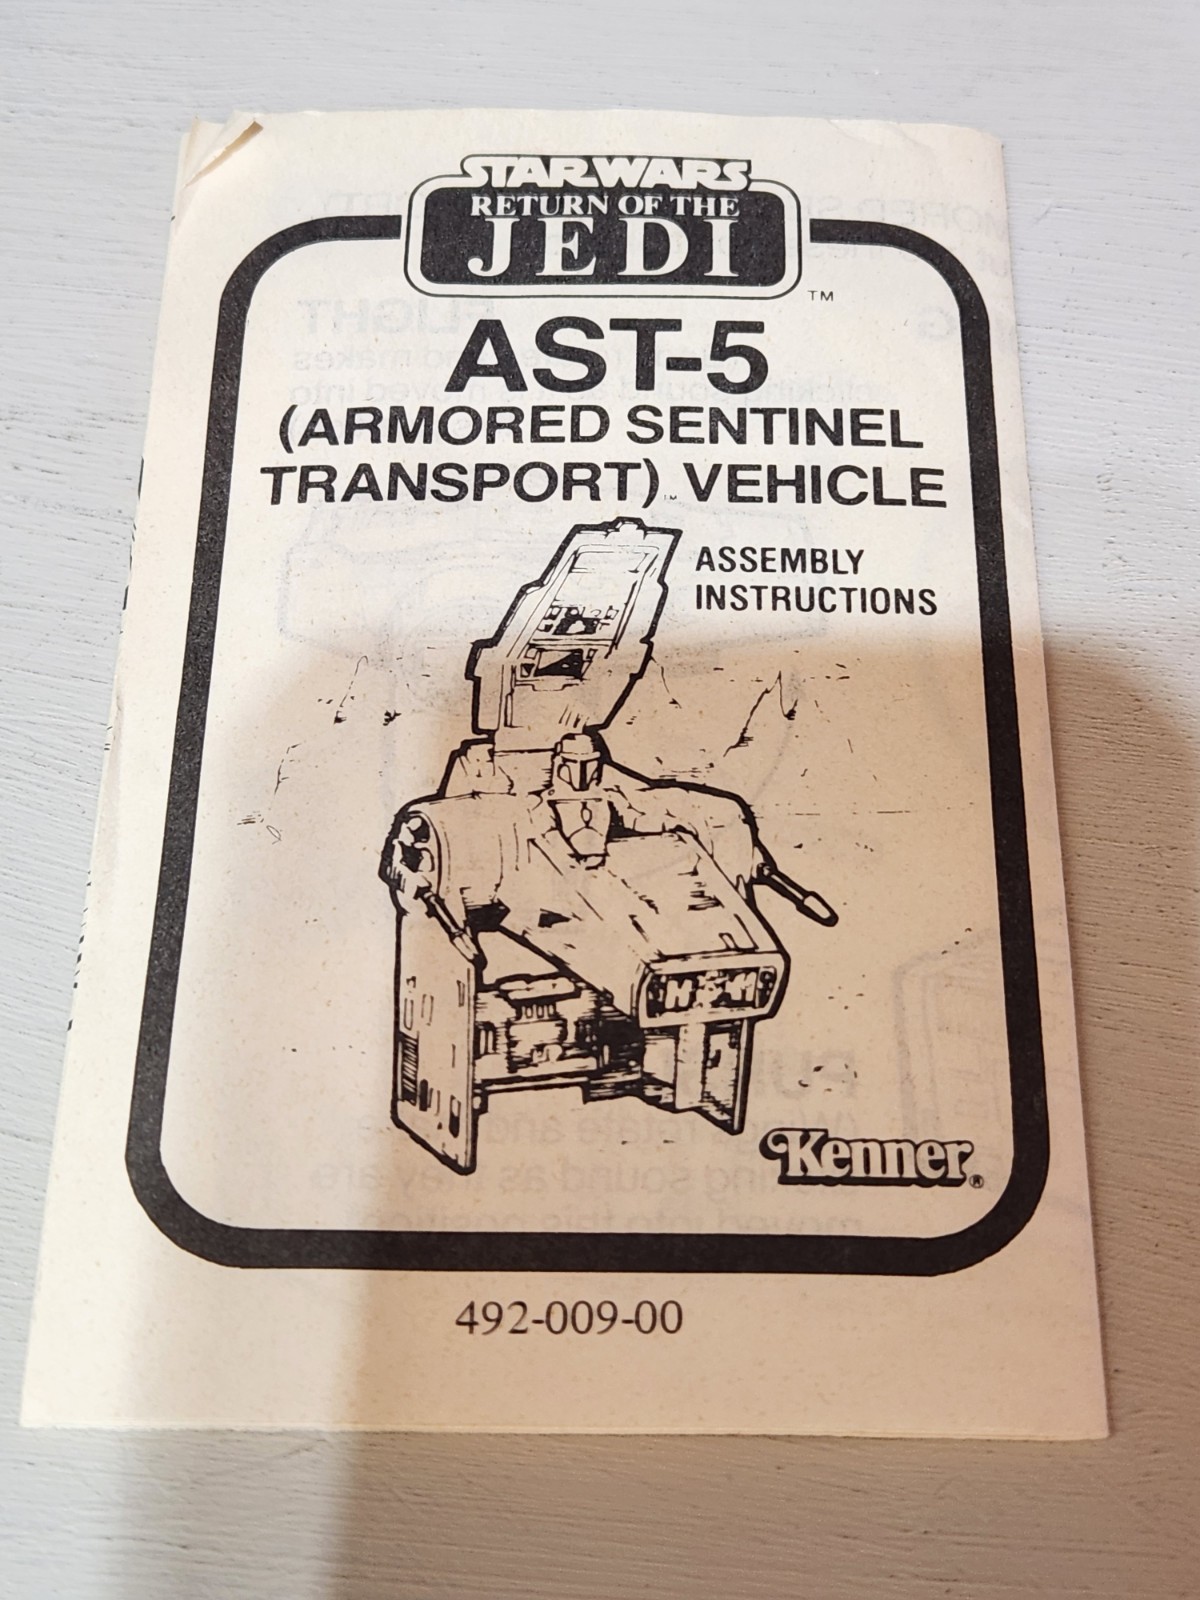 STAR WARS
RETURN OF THE
JEDI
TM
AST-5
(ARMORED SENTINEL
TRANSPORT)™ VEHICLE
ASSEMBLY
INSTRUCTIONS
Kenner®
492-009-00